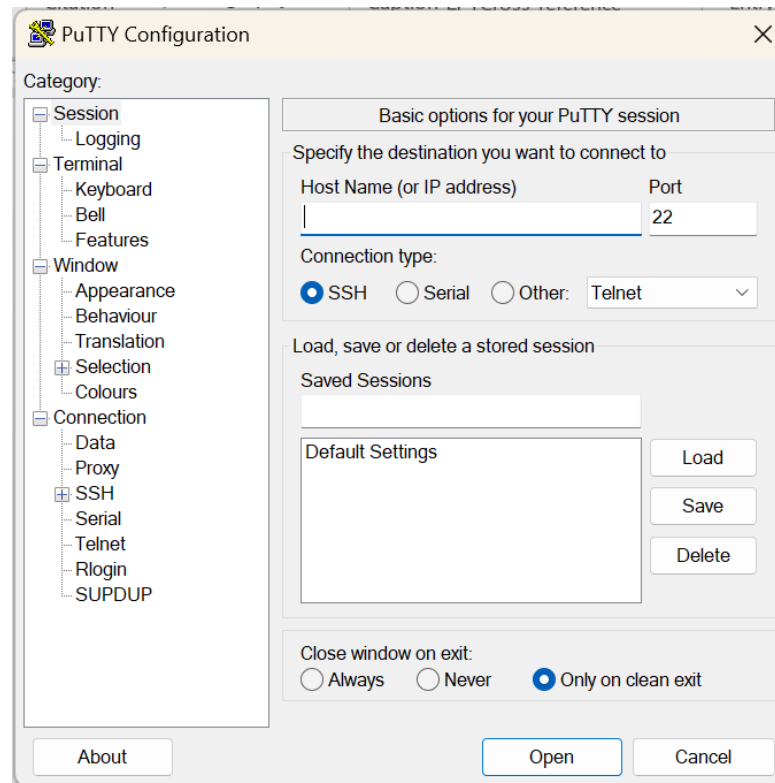 PuTTY Configuration
Category:
Session
Logging
Terminal
Keyboard
Bell
Features
Window
Appearance
Behaviour
Translation
Selection
Colours
Connection
Data
Proxy
SSH
Serial
Telnet
Rlogin
SUPDUP
Basic options for your PuTTY session
Specify the destination you want to connect to
Host Name (or IP address) Port
22
Connection type:
SSH Serial Other: Telnet
Load, save or delete a stored session
Saved Sessions
Default Settings
Load
Save
Delete
Close window on exit:
Always Never Only on clean exit
About Open Cancel